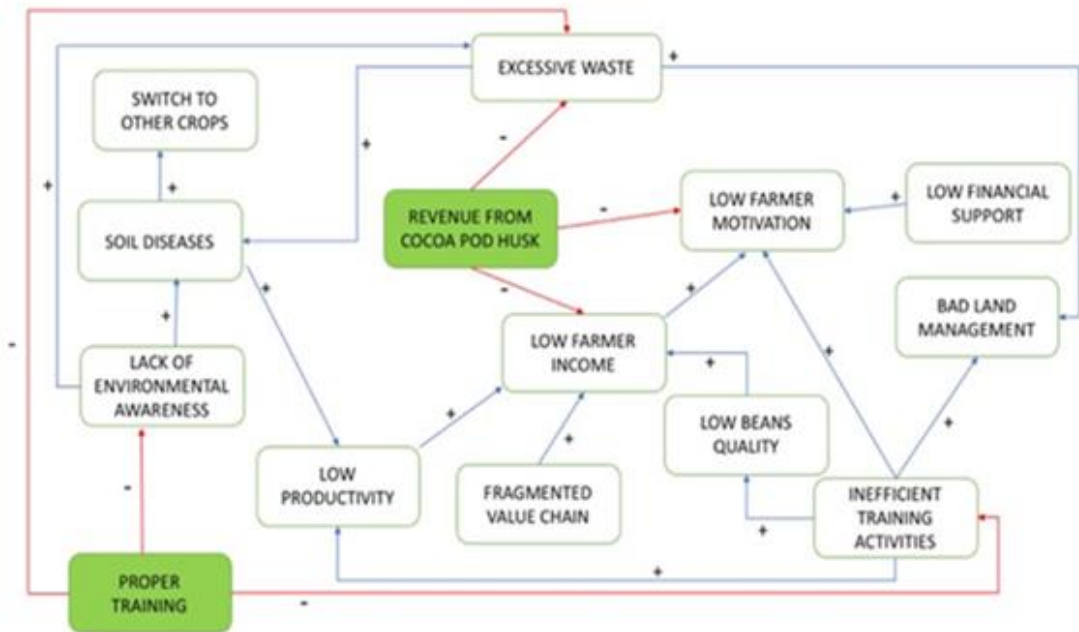 EXCESSIVE WASTE
+
+
-
SWITCH TO
OTHER CROPS
+
+
SOIL DISEASES
+
+
REVENUE FROM
COCOA POD HUSK
-
-
LOW FARMER
MOTIVATION
+
LOW FINANCIAL
SUPPORT
+
+
BAD LAND
MANAGEMENT
+
LOW FARMER
INCOME
+
-
LACK OF
ENVIRONMENTAL
AWARENESS
-
+
+
LOW BEANS
QUALITY
LOW
PRODUCTIVITY
FRAGMENTED
VALUE CHAIN
INEFFICIENT
TRAINING
ACTIVITIES
+
+
PROPER
TRAINING
-